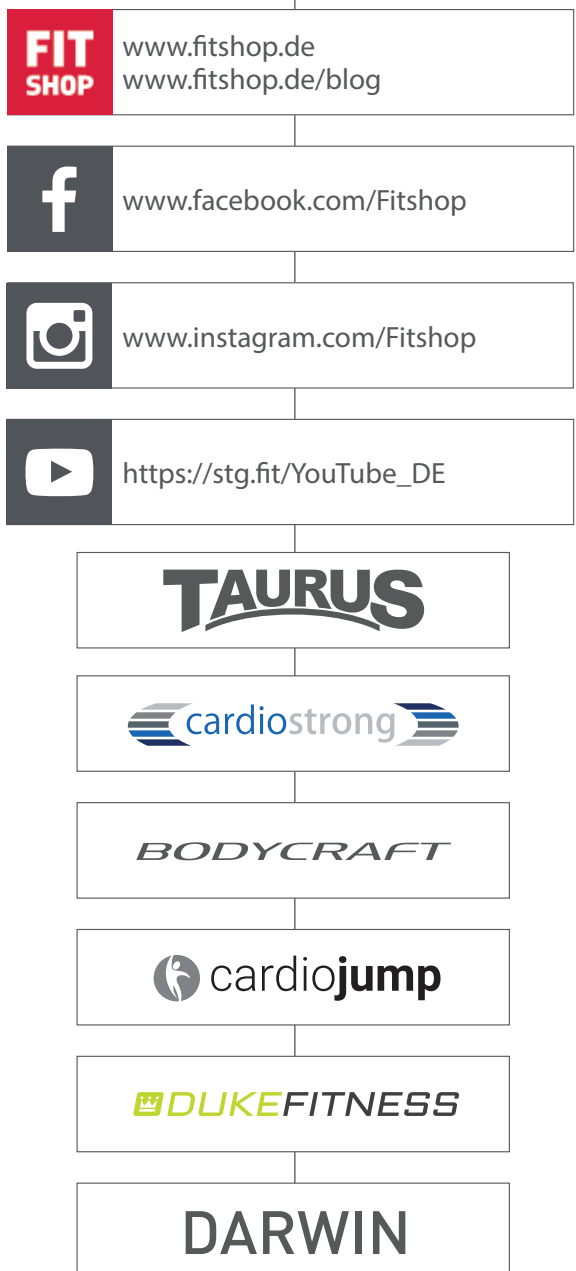 FIT
SHOP
www.fitshop.de
www.fitshop.de/blog
f
www.facebook.com/Fitshop
www.instagram.com/Fitshop
https://stg.fit/YouTube_DE
TAURUS
cardiostrong
BODYCRAFT
cardiojump
DUKEFITNESS
DARWIN